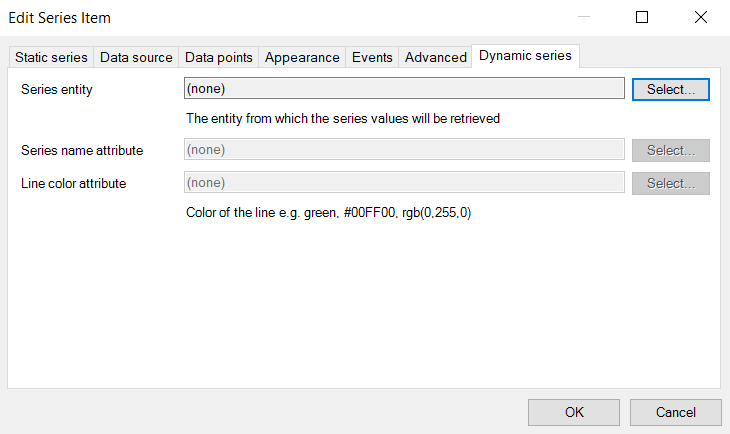 Edit Series Item
Static series Data source Data points Appearance Events Advanced Dynamic series
Series entity (none) Select...
The entity from which the series values will be retrieved
Series name attribute (none) Select...
Line color attribute (none) Select...
Color of the line e.g. green, #00FF00, rgb(0,255,0)
OK Cancel